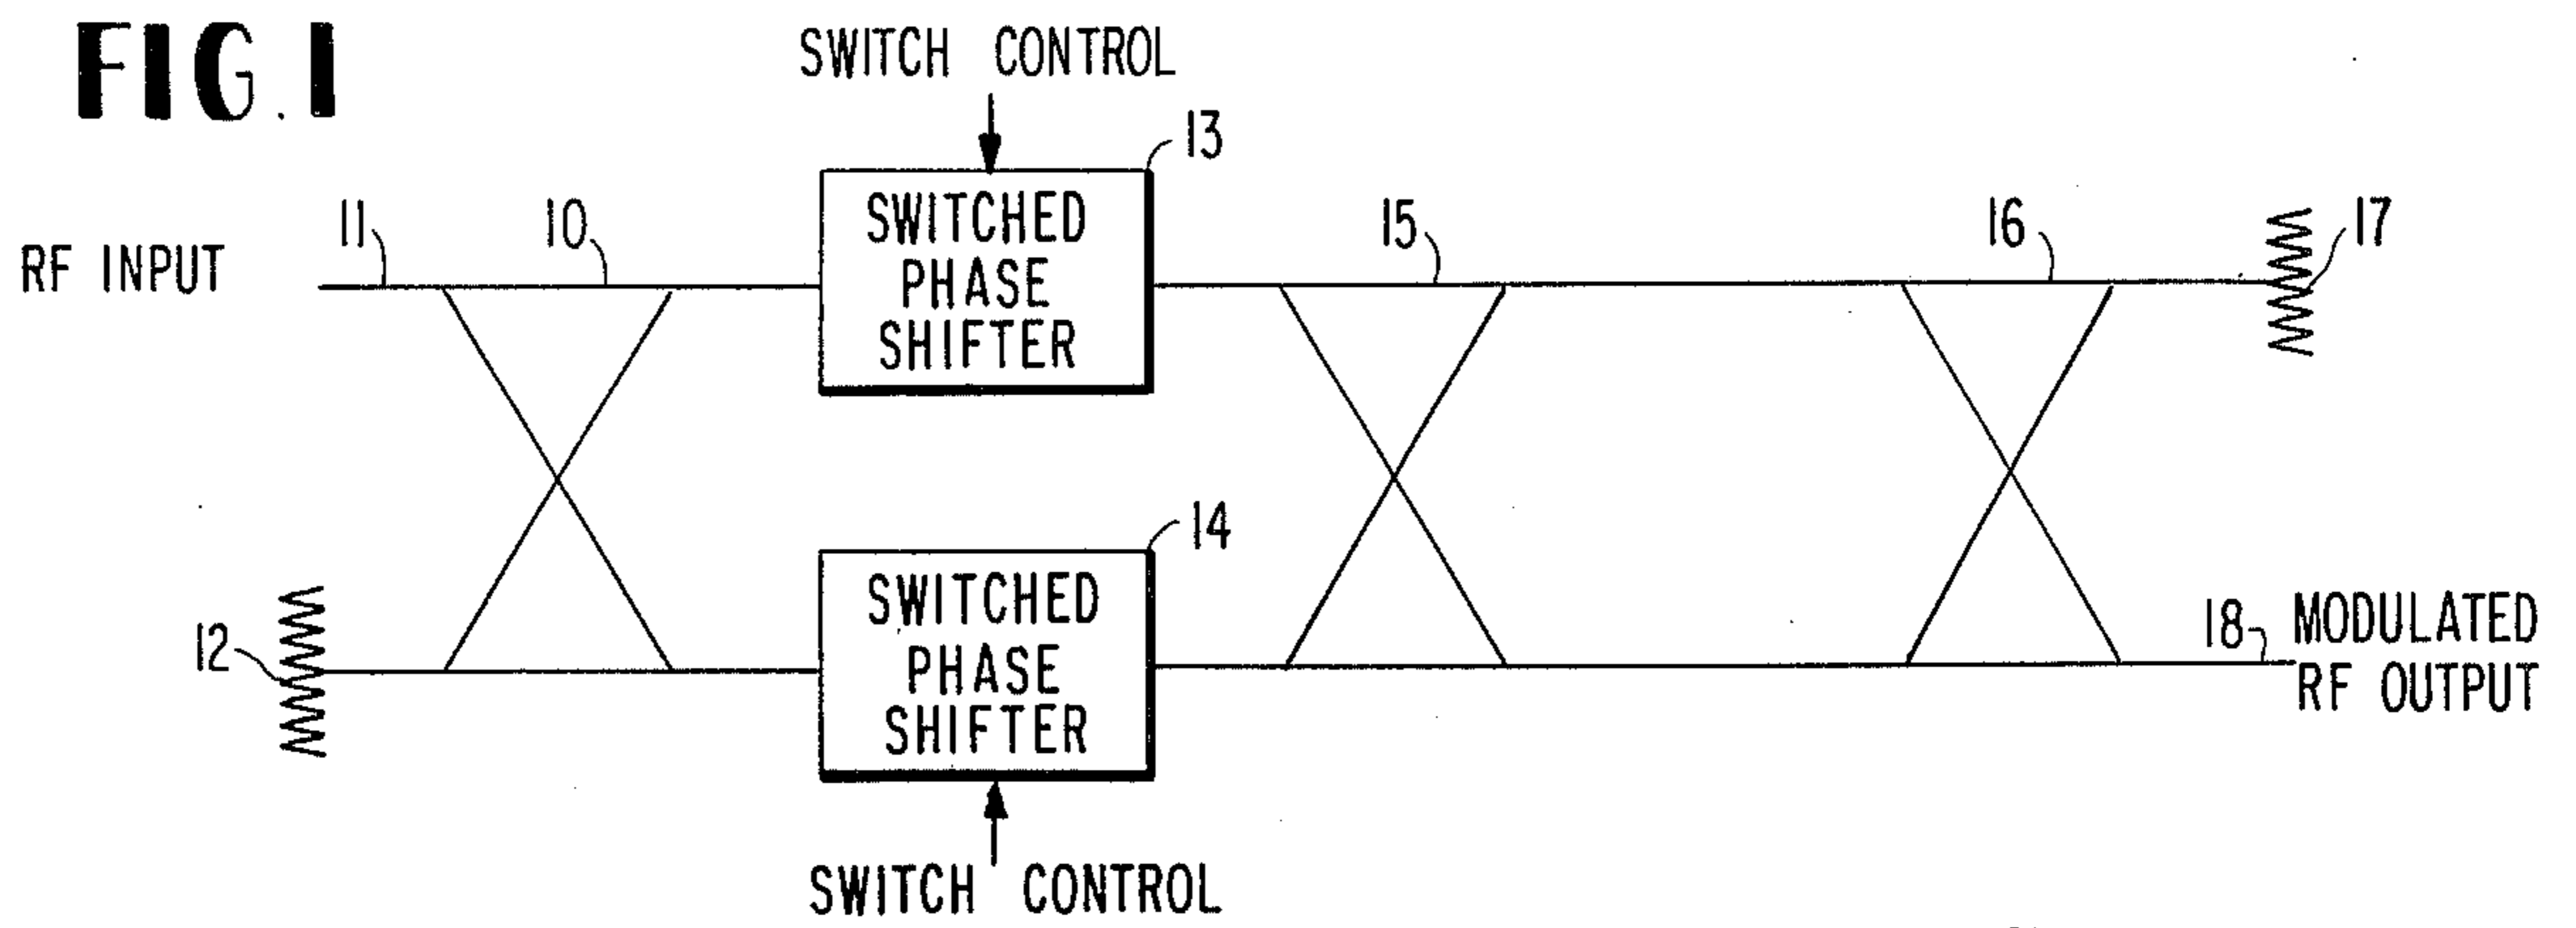 FIG. 1
SWITCH CONTROL
13
RF INPUT
11
10
SWITCHED
PHASE
SHIFTER
15
16
17
14
12
SWITCHED
PHASE
SHIFTER
18
MODULATED
RF OUTPUT
SWITCH CONTROL